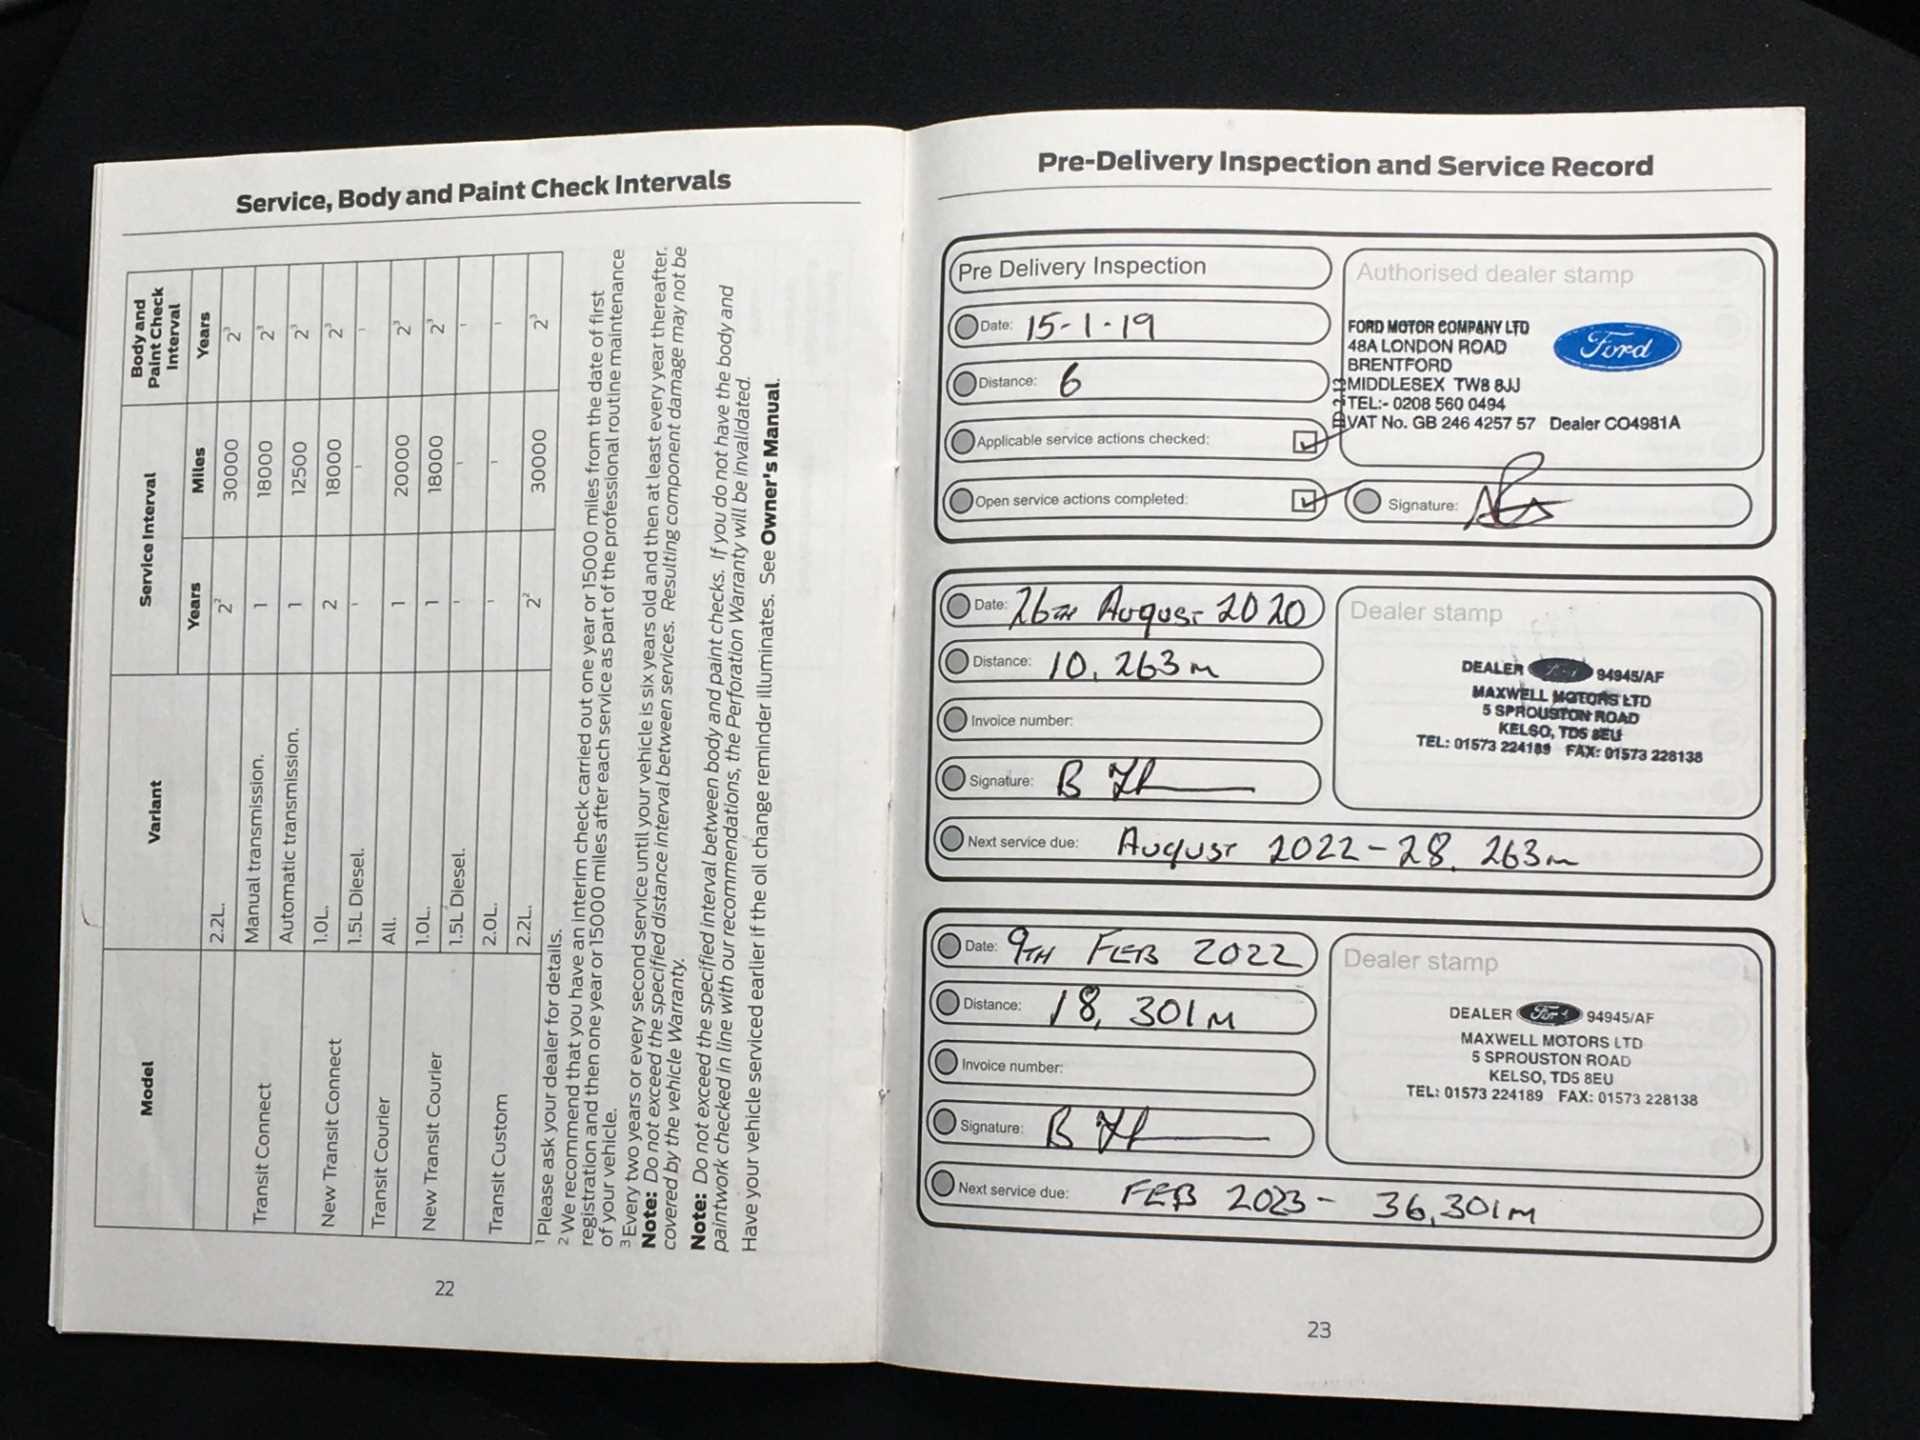 Service, Body and Paint Check Intervals
Model Variant Service Interval Body and Paint Check Interval
Years Miles Years
2.2L. 2² 30000 2³
Transit Connect Manual transmission. 1 18000 2³
Automatic transmission. 1 12500 2³
New Transit Connect 1.0L. 2 18000 2³
1.5L Diesel. - - -
Transit Courier All. 1 20000 2³
New Transit Courier 1.0L. 1 18000 2³
1.5L Diesel. - - -
Transit Custom 2.0L. - - -
2.2L. 2² 30000 2³
¹ Please ask your dealer for details.
² We recommend that you have an interim check carried out one year or 15000 miles from the date of first
registration and then one year or 15000 miles after each service as part of the professional routine maintenance
of your vehicle.
³ Every two years or every second service until your vehicle is six years old and then at least every year thereafter.
Note: Do not exceed the specified distance interval between services. Resulting component damage may not be
covered by the vehicle Warranty.
Note: Do not exceed the specified interval between body and paint checks. If you do not have the body and
paintwork checked in line with our recommendations, the Perforation Warranty will be invalidated.
Have your vehicle serviced earlier if the oil change reminder illuminates. See Owner's Manual.
22
Pre-Delivery Inspection and Service Record
Pre Delivery Inspection
Date: 15-1-19
Distance: 6
Applicable service actions checked:
Open service actions completed:
Authorised dealer stamp
FORD MOTOR COMPANY LTD
48A LONDON ROAD
BRENTFORD
MIDDLESEX TW8 8JJ
TEL:- 0208 560 0494
VAT No. GB 246 4257 57 Dealer CO4981A
Ford
Signature:
Date: 26TH August 2020
Distance: 10,263m
Invoice number:
Signature:
Next service due: August 2022 - 28,263m
Dealer stamp
DEALER Ford 94945/AF
MAXWELL MOTORS LTD
5 SPROUSTON ROAD
KELSO, TD5 8EU
TEL: 01573 224189 FAX: 01573 228138
Date: 9TH FEB 2022
Distance: 18,301m
Invoice number:
Signature:
Next service due: FEB 2023 - 36,301m
Dealer stamp
DEALER Ford 94945/AF
MAXWELL MOTORS LTD
5 SPROUSTON ROAD
KELSO, TD5 8EU
TEL: 01573 224189 FAX: 01573 228138
23